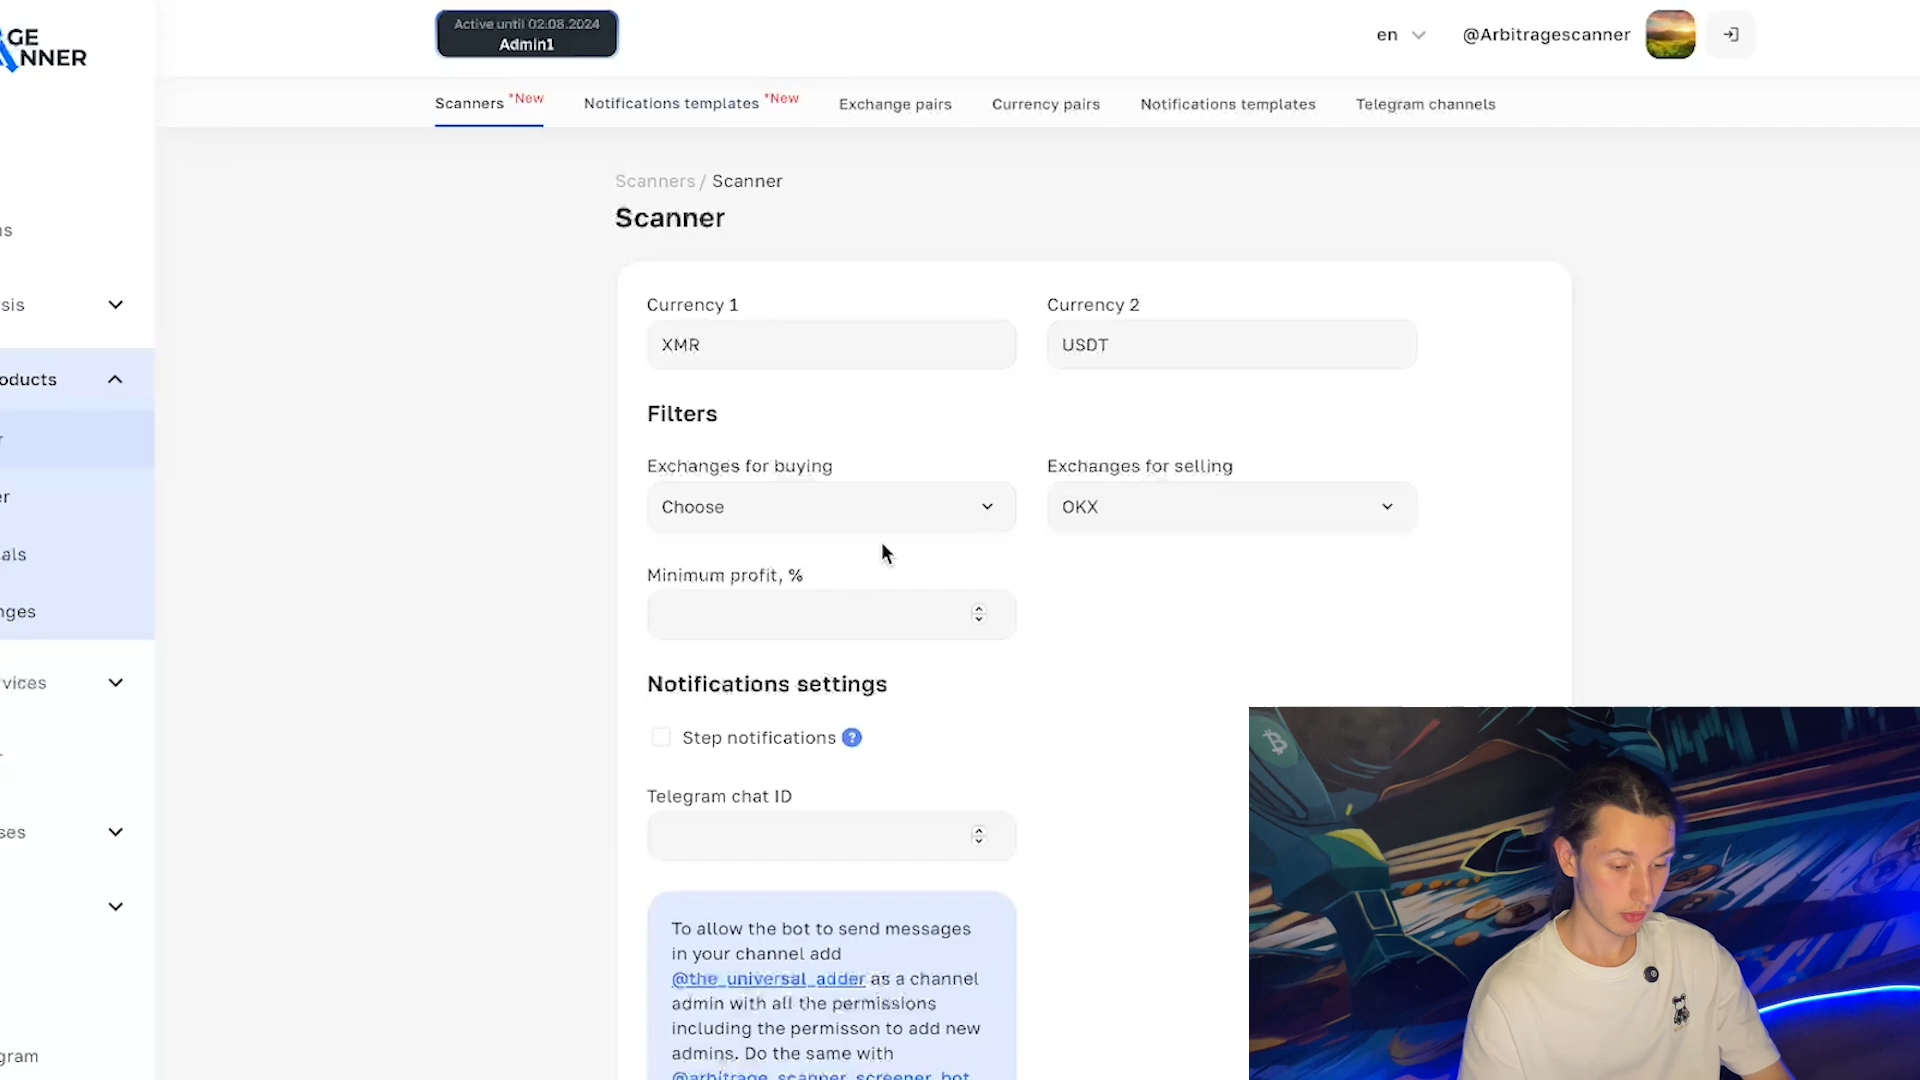 GE
NNER
Active until 02.08.2024
Admin1
en
@Arbitragescanner
Scanners *New
Notifications templates *New
Exchange pairs
Currency pairs
Notifications templates
Telegram channels
Scanners / Scanner
Scanner
ns
sis
oducts
r
er
als
nges
vices
ses
gram
Currency 1
Currency 2
XMR
USDT
Filters
Exchanges for buying
Exchanges for selling
Choose
OKX
Minimum profit, %
Notifications settings
Step notifications ?
Telegram chat ID
To allow the bot to send messages
in your channel add
@the_universal_adder as a channel
admin with all the permissions
including the permisson to add new
admins. Do the same with
@arbitrage_scanner_screener_bot